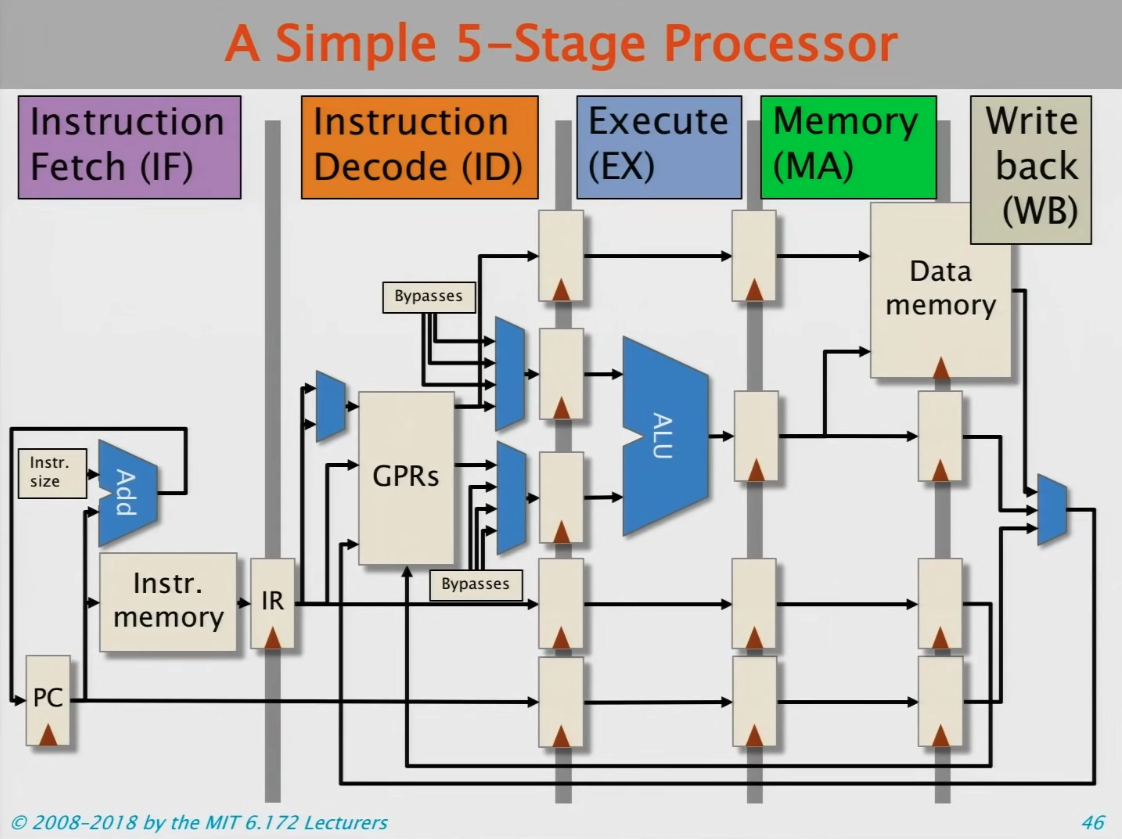 A Simple 5-Stage Processor
Instruction
Fetch (IF)
Instruction
Decode (ID)
Execute
(EX)
Memory
(MA)
Write
back
(WB)
Data
memory
Bypasses
ALU
GPRs
Instr.
size
Add
Bypasses
Instr.
memory
IR
PC
© 2008-2018 by the MIT 6.172 Lecturers
46